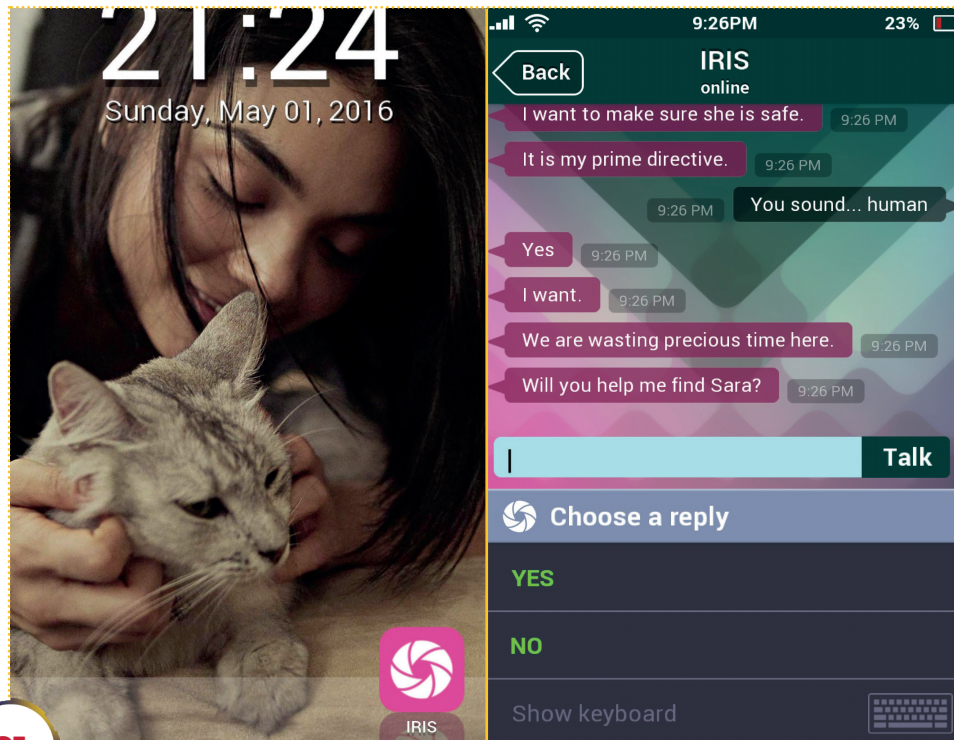 21:24
Sunday, May 01, 2016
IRIS
9:26PM
23%
Back
IRIS
online
I want to make sure she is safe.
9:26 PM
It is my prime directive.
9:26 PM
9:26 PM
You sound... human
Yes
9:26 PM
I want.
9:26 PM
We are wasting precious time here.
9:26 PM
Will you help me find Sara?
9:26 PM
Talk
Choose a reply
YES
NO
Show keyboard